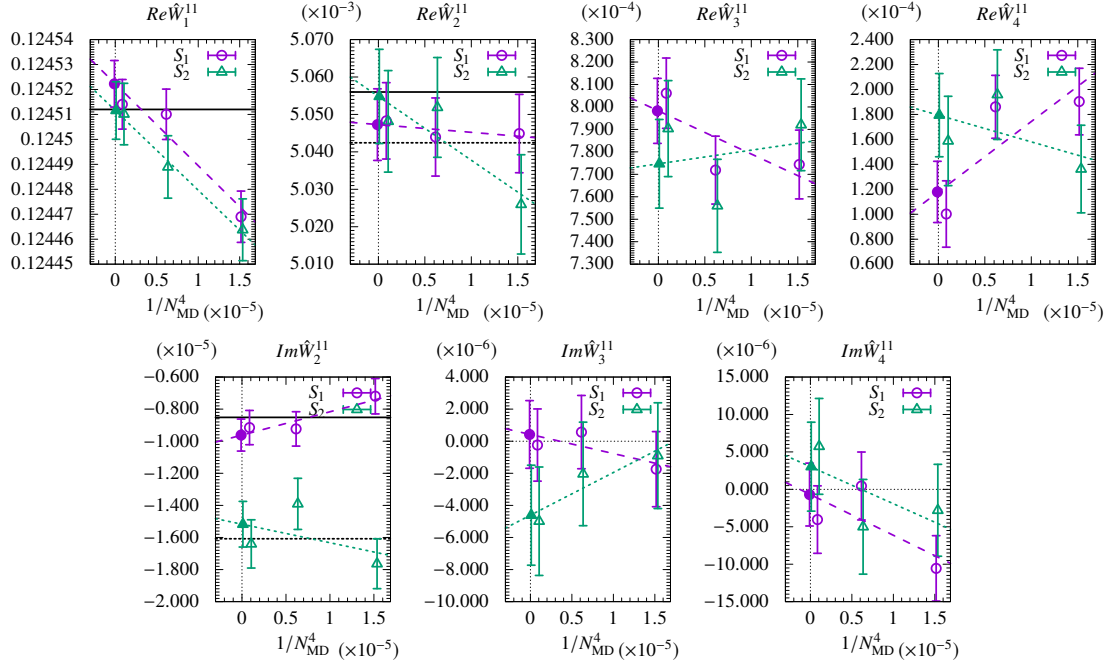 ReŴ₁¹¹
0.12454
0.12453
0.12452
0.12451
0.12450
0.12449
0.12448
0.12447
0.12446
0.12445
S₁
S₂
0 0.5 1 1.5
1/N⁴_MD (×10⁻⁵)
(×10⁻³) ReŴ₂¹¹
5.070
5.060
5.050
5.040
5.030
5.020
5.010
S₁
S₂
0 0.5 1 1.5
1/N⁴_MD (×10⁻⁵)
(×10⁻⁴) ReŴ₃¹¹
8.300
8.200
8.100
8.000
7.900
7.800
7.700
7.600
7.500
7.400
7.300
S₁
S₂
0 0.5 1 1.5
1/N⁴_MD (×10⁻⁵)
(×10⁻⁴) ReŴ₄¹¹
2.400
2.200
2.000
1.800
1.600
1.400
1.200
1.000
0.800
0.600
S₁
S₂
0 0.5 1 1.5
1/N⁴_MD (×10⁻⁵)
(×10⁻⁵) ImŴ₂¹¹
−0.600
−0.800
−1.000
−1.200
−1.400
−1.600
−1.800
−2.000
S₁
S₂
0 0.5 1 1.5
1/N⁴_MD (×10⁻⁵)
(×10⁻⁶) ImŴ₃¹¹
4.000
2.000
0.000
−2.000
−4.000
−6.000
−8.000
−10.000
S₁
S₂
0 0.5 1 1.5
1/N⁴_MD (×10⁻⁵)
(×10⁻⁶) ImŴ₄¹¹
15.000
10.000
5.000
0.000
−5.000
−10.000
−15.000
S₁
S₂
0 0.5 1 1.5
1/N⁴_MD (×10⁻⁵)